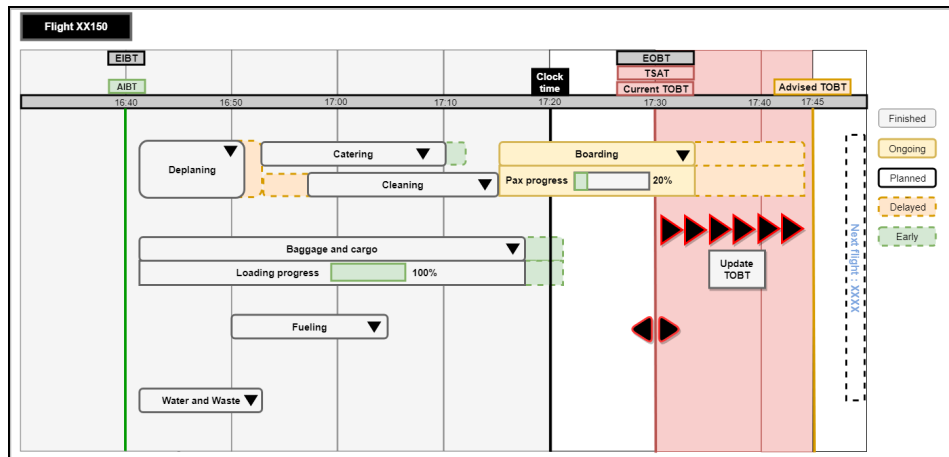 Flight XX150
EIBT
EOBT
AIBT
Clock
time
TSAT
Current TOBT
Advised TOBT
16:40
16:50
17:00
17:10
17:20
17:30
17:40
17:45
Finished
Ongoing
Planned
Delayed
Early
Deplaning
Catering
Cleaning
Boarding
Pax progress
20%
Baggage and cargo
Loading progress
100%
Update
TOBT
Fueling
Water and Waste
Next flight : XXXX